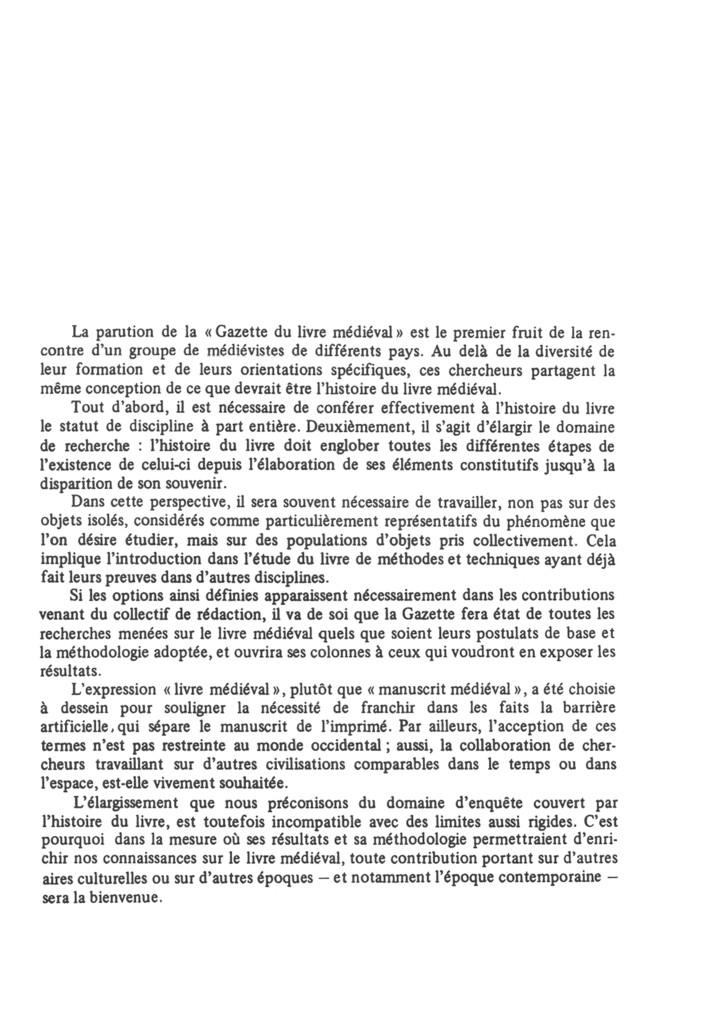 La parution de la « Gazette du livre médiéval » est le premier fruit de la ren-
contre d'un groupe de médiévistes de différents pays. Au delà de la diversité de
leur formation et de leurs orientations spécifiques, ces chercheurs partagent la
même conception de ce que devrait être l'histoire du livre médiéval.
Tout d'abord, il est nécessaire de conférer effectivement à l'histoire du livre
le statut de discipline à part entière. Deuxièmement, il s'agit d'élargir le domaine
de recherche : l'histoire du livre doit englober toutes les différentes étapes de
l'existence de celui-ci depuis l'élaboration de ses éléments constitutifs jusqu'à la
disparition de son souvenir.
Dans cette perspective, il sera souvent nécessaire de travailler, non pas sur des
objets isolés, considérés comme particulièrement représentatifs du phénomène que
l'on désire étudier, mais sur des populations d'objets pris collectivement. Cela
implique l'introduction dans l'étude du livre de méthodes et techniques ayant déjà
fait leurs preuves dans d'autres disciplines.
Si les options ainsi définies apparaissent nécessairement dans les contributions
venant du collectif de rédaction, il va de soi que la Gazette fera état de toutes les
recherches menées sur le livre médiéval quels que soient leurs postulats de base et
la méthodologie adoptée, et ouvrira ses colonnes à ceux qui voudront en exposer les
résultats.
L'expression « livre médiéval », plutôt que « manuscrit médiéval », a été choisie
à dessein pour souligner la nécessité de franchir dans les faits la barrière
artificielle, qui sépare le manuscrit de l'imprimé. Par ailleurs, l'acception de ces
termes n'est pas restreinte au monde occidental ; aussi, la collaboration de cher-
cheurs travaillant sur d'autres civilisations comparables dans le temps ou dans
l'espace, est-elle vivement souhaitée.
L'élargissement que nous préconisons du domaine d'enquête couvert par
l'histoire du livre, est toutefois incompatible avec des limites aussi rigides. C'est
pourquoi dans la mesure où ses résultats et sa méthodologie permettraient d'enri-
chir nos connaissances sur le livre médiéval, toute contribution portant sur d'autres
aires culturelles ou sur d'autres époques — et notamment l'époque contemporaine —
sera la bienvenue.